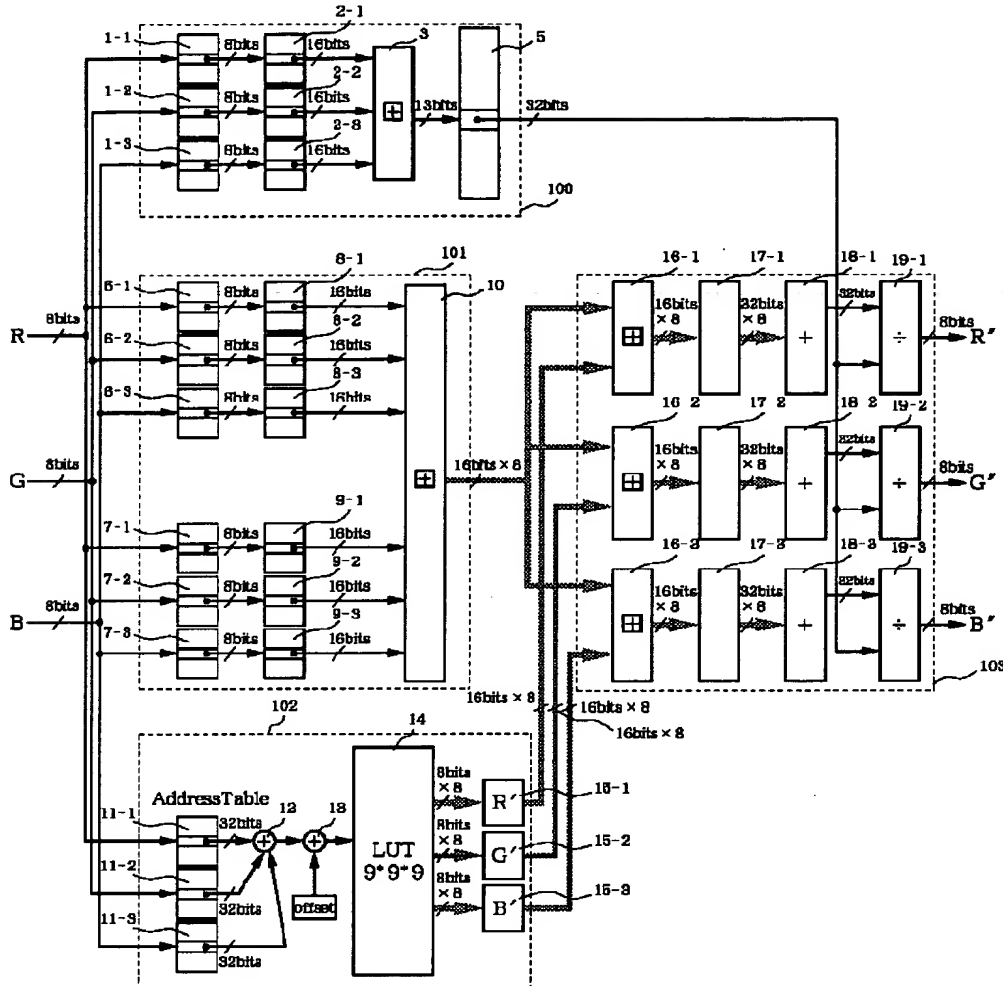 2-1
1-1
8bits
16bits
3
5
1-2
2-2
8bits
16bits
13bits
32bits
1-3
2-3
8bits
16bits
100
101
6-1
8-1
10
16-1
17-1
18-1
19-1
8bits
16bits
16bits × 8
32bits × 8
32bits
8bits
R
8bits
R″
6-2
8-2
8bits
16bits
6-3
8-3
8bits
16bits
16-2
17-2
18-2
19-2
16bits × 8
32bits × 8
32bits
8bits
G
8bits
16bits × 8
G″
7-1
9-1
8bits
16bits
7-2
9-2
8bits
16bits
16-3
17-3
18-3
19-3
16bits × 8
32bits × 8
32bits
8bits
B
8bits
B″
7-3
9-3
8bits
16bits
103
16bits × 8
16bits × 8
16bits × 8
102
14
AddressTable
8bits × 8
R′
15-1
11-1
32bits
12
13
LUT
9*9*9
8bits × 8
G′
15-2
11-2
32bits
offset
8bits × 8
B′
15-3
11-3
32bits